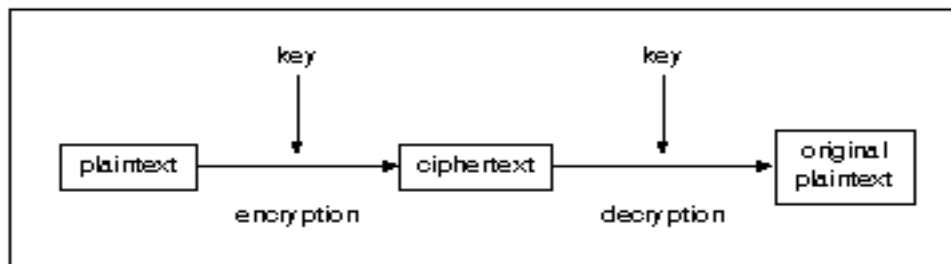 key
key
plaintext
ciphertext
original
plaintext
encryption
decryption